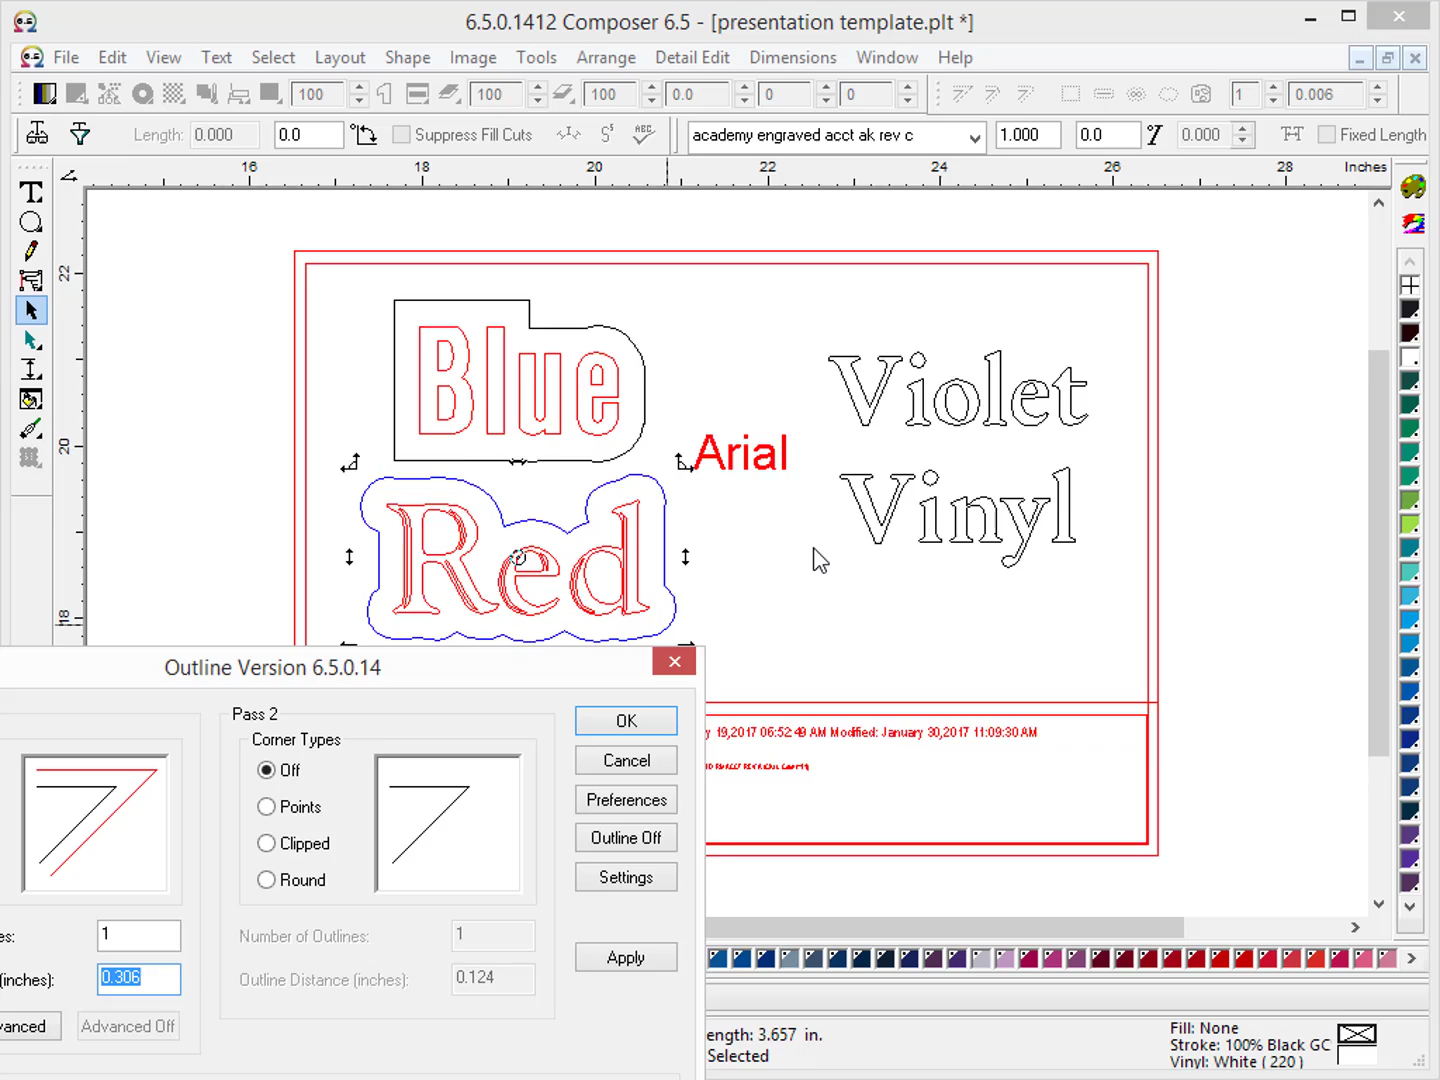 6.5.0.1412 Composer 6.5 - [presentation template.plt *]
File Edit View Text Select Layout Shape Image Tools Arrange Detail Edit Dimensions Window Help
100 100 100 0.0 0 0 1 0.006
Length: 0.000 0.0 Suppress Fill Cuts ABC academy engraved acct ak rev c 1.000 0.0 0.000 Fixed Length
16 18 20 22 24 26 28 Inches
22
20
18
Blue
Violet
Arial
Red
Vinyl
Outline Version 6.5.0.14
Pass 2
Corner Types
Off
Points
Clipped
Round
OK
Cancel
Preferences
Outline Off
Settings
Apply
es: 1
Number of Outlines: 1
(inches): 0.306
Outline Distance (inches): 0.124
vanced Advanced Off
y 19,2017 06:52:49 AM Modified: January 30,2017 11:09:30 AM
ength: 3.657 in.
Selected
Fill: None
Stroke: 100% Black GC
Vinyl: White ( 220 )